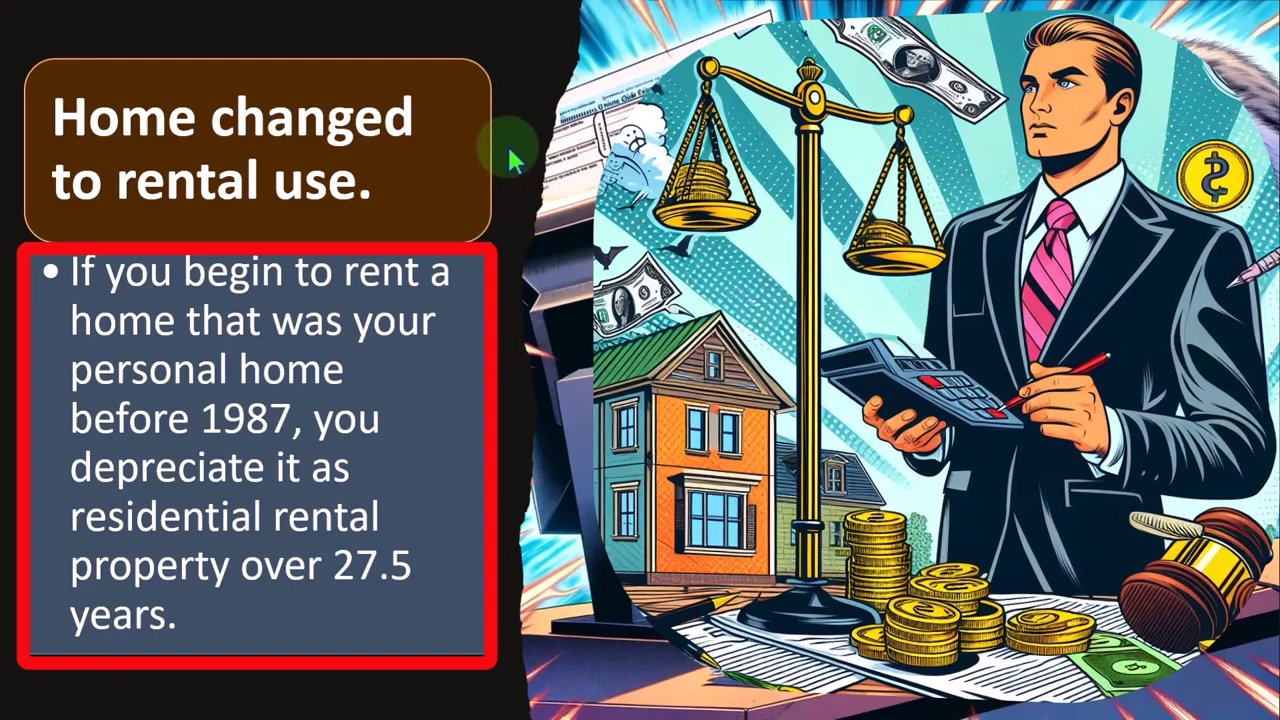 Home changed
to rental use.
• If you begin to rent a
home that was your
personal home
before 1987, you
depreciate it as
residential rental
property over 27.5
years.